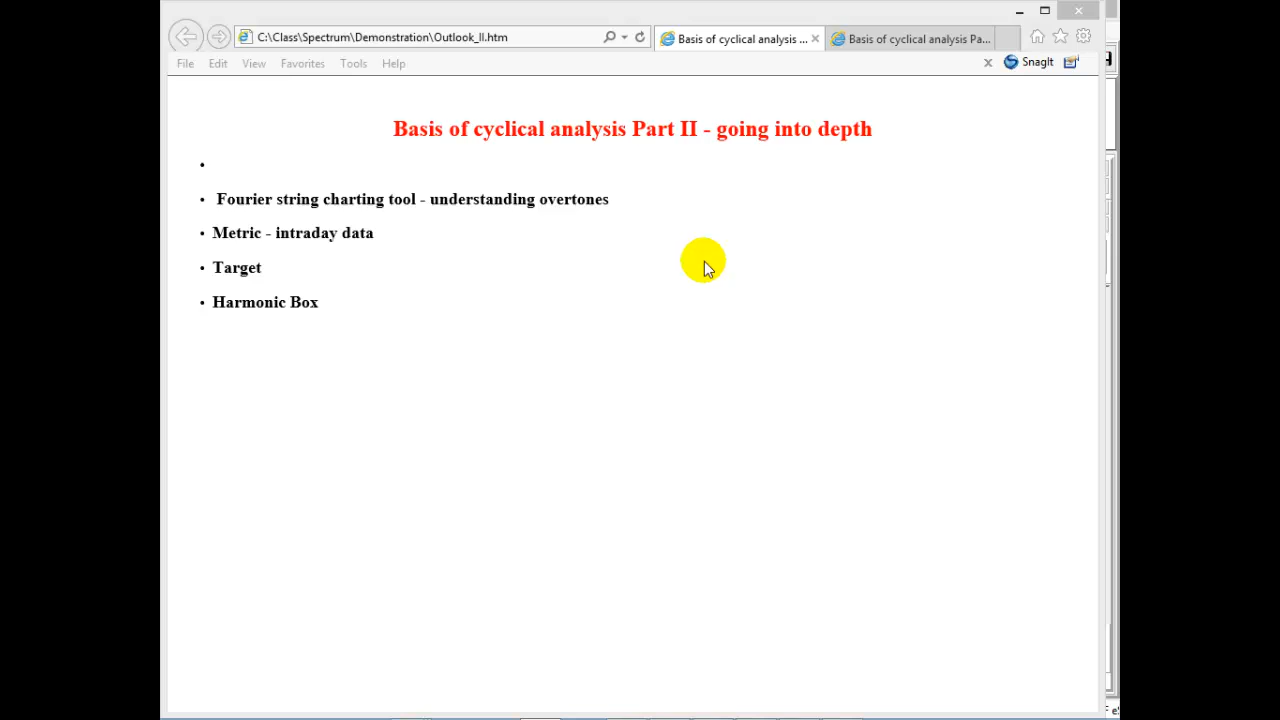 C:\Class\Spectrum\Demonstration\Outlook_II.htm
Basis of cyclical analysis ...
Basis of cyclical analysis Pa...
File Edit View Favorites Tools Help
SnagIt
Basis of cyclical analysis Part II - going into depth
•
• Fourier string charting tool - understanding overtones
• Metric - intraday data
• Target
• Harmonic Box